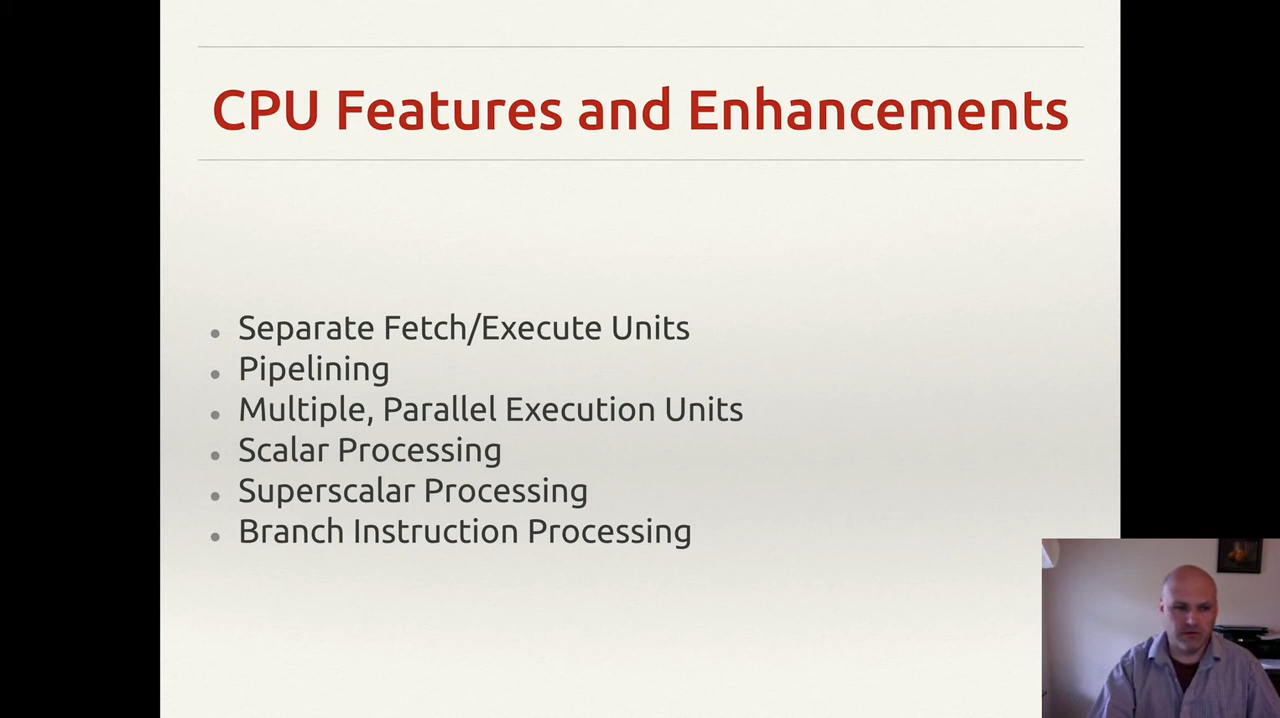 CPU Features and Enhancements
Separate Fetch/Execute Units
Pipelining
Multiple, Parallel Execution Units
Scalar Processing
Superscalar Processing
Branch Instruction Processing